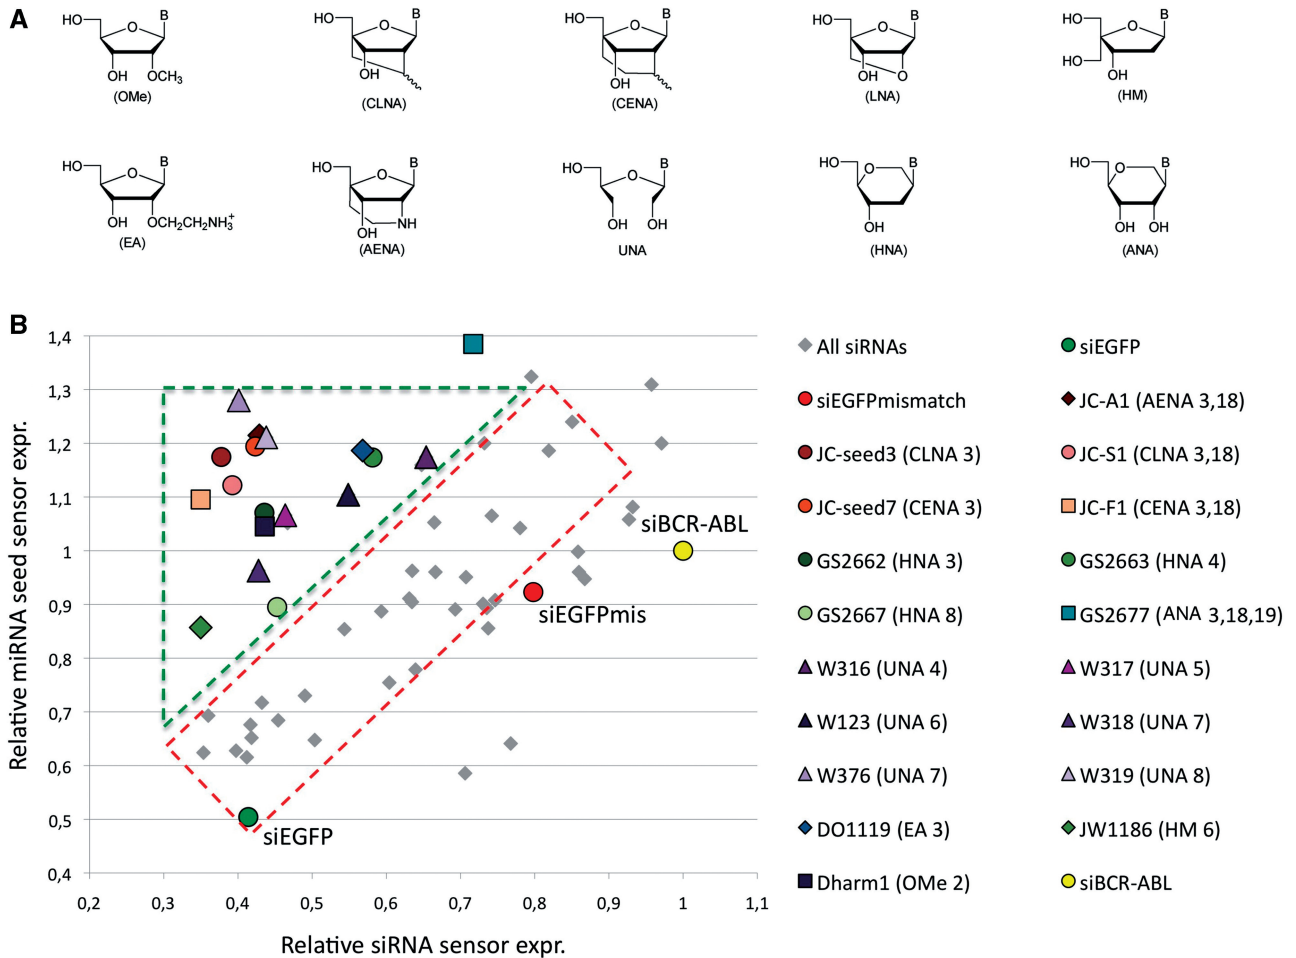 A
HO O B
OH OCH₃
(OMe)
HO O B
OH
(CLNA)
HO O B
OH
(CENA)
HO O B
OH O
(LNA)
HO O B
HO OH
(HM)
HO O B
OH OCH₂CH₂NH₃⁺
(EA)
HO O B
OH NH
(AENA)
HO O B
OH OH
UNA
HO O B
OH
(HNA)
HO O B
OH OH
(ANA)
B
Relative miRNA seed sensor expr.
1,4
1,3
1,2
1,1
1
0,9
0,8
0,7
0,6
0,5
0,4
siBCR-ABL
siEGFPmis
siEGFP
0,2 0,3 0,4 0,5 0,6 0,7 0,8 0,9 1 1,1
Relative siRNA sensor expr.
All siRNAs
siEGFP
siEGFPmismatch
JC-A1 (AENA 3,18)
JC-seed3 (CLNA 3)
JC-S1 (CLNA 3,18)
JC-seed7 (CENA 3)
JC-F1 (CENA 3,18)
GS2662 (HNA 3)
GS2663 (HNA 4)
GS2667 (HNA 8)
GS2677 (ANA 3,18,19)
W316 (UNA 4)
W317 (UNA 5)
W123 (UNA 6)
W318 (UNA 7)
W376 (UNA 7)
W319 (UNA 8)
DO1119 (EA 3)
JW1186 (HM 6)
Dharm1 (OMe 2)
siBCR-ABL